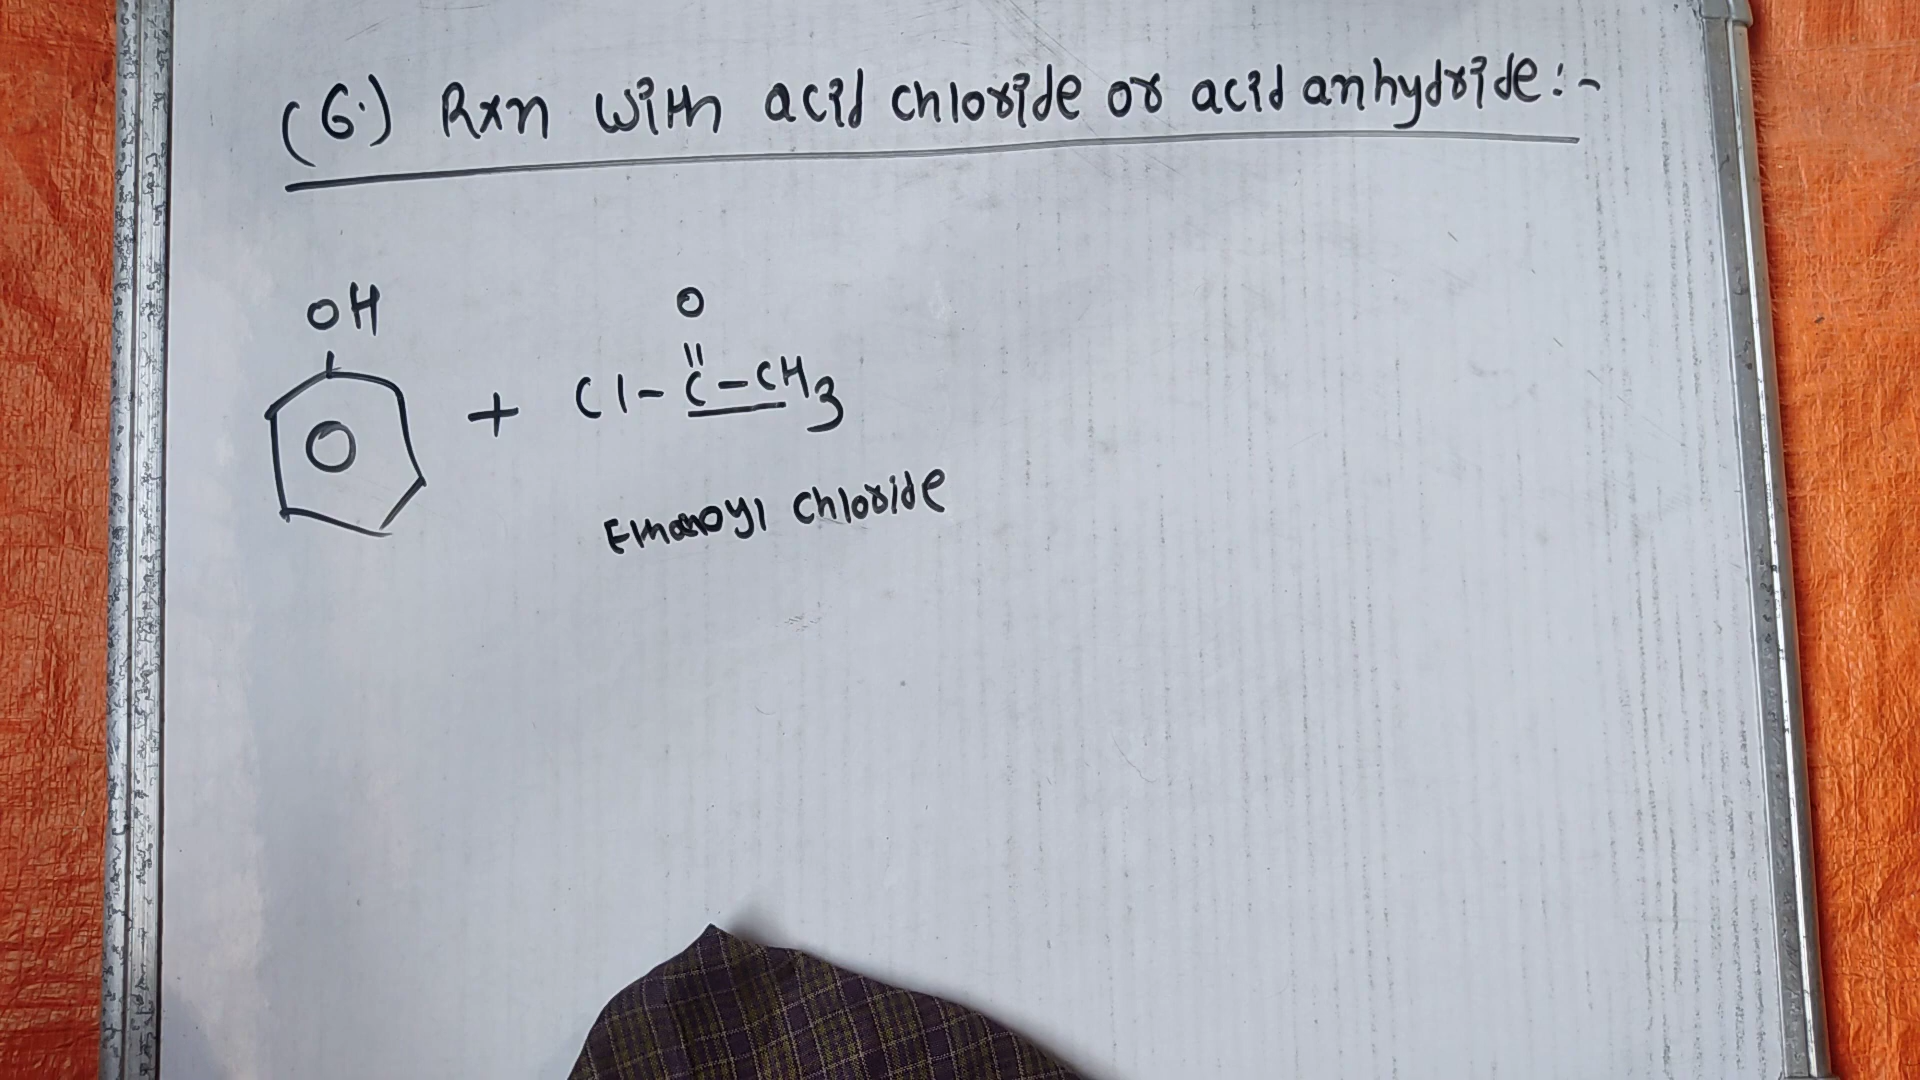 (6.) Rxn with acid chloride or acid anhydride:-
OH
O
+ Cl-C-CH3
Ethanoyl chloride